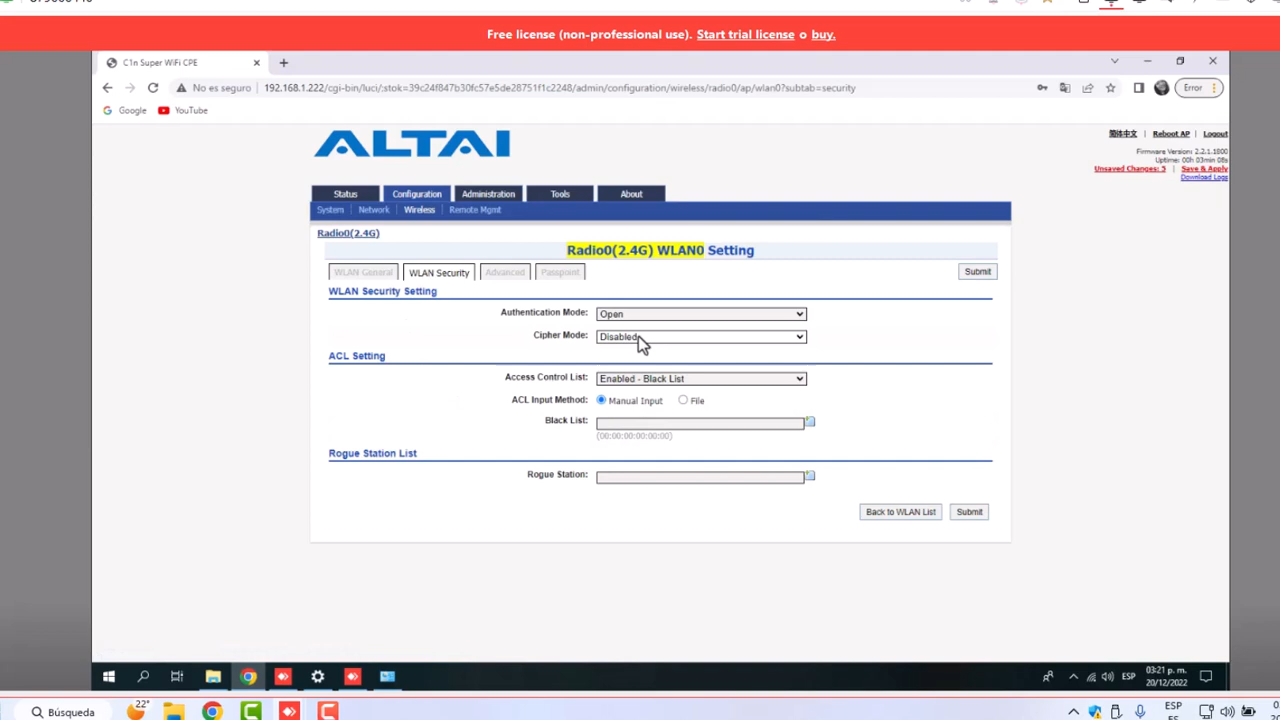 Free license (non-professional use). Start trial license o buy.
C1n Super WiFi CPE
No es seguro 192.168.1.222/cgi-bin/luci/;stok=39c24f847b30fc57e5de28751f1c2248/admin/configuration/wireless/radio0/ap/wlan0?subtab=security Error
Google YouTube
ALTAI
简体中文 | Reboot AP | Logout
Firmware Version: 2.2.1.1800
Uptime: 00h 03min 08s
Unsaved Changes: 5 | Save & Apply
Download Logs
Status Configuration Administration Tools About
System | Network | Wireless | Remote Mgmt
Radio0(2.4G)
Radio0(2.4G) WLAN0 Setting
WLAN General WLAN Security Advanced Passpoint Submit
WLAN Security Setting
Authentication Mode: Open
Cipher Mode: Disabled
ACL Setting
Access Control List: Enabled - Black List
ACL Input Method: Manual Input File
Black List:
(00:00:00:00:00:00)
Rogue Station List
Rogue Station:
Back to WLAN List Submit
ESP 03:21 p. m.
20/12/2022
Búsqueda 22° ESP